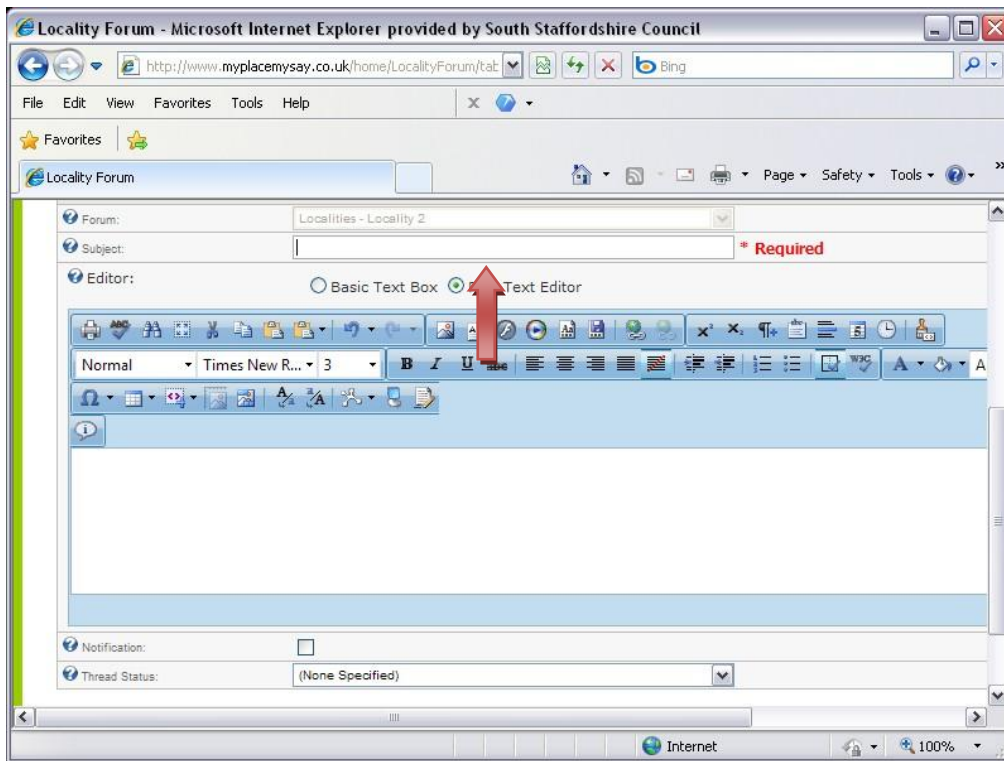 Locality Forum - Microsoft Internet Explorer provided by South Staffordshire Council
http://www.myplacemysay.co.uk/home/LocalityForum/tab
Bing
File Edit View Favorites Tools Help
Favorites
Locality Forum
Page Safety Tools
Forum: Localities - Locality 2
Subject: * Required
Editor: Basic Text Box Text Editor
Normal Times New R... 3 B I U abc W3C A A
Notification:
Thread Status: (None Specified)
Internet 100%